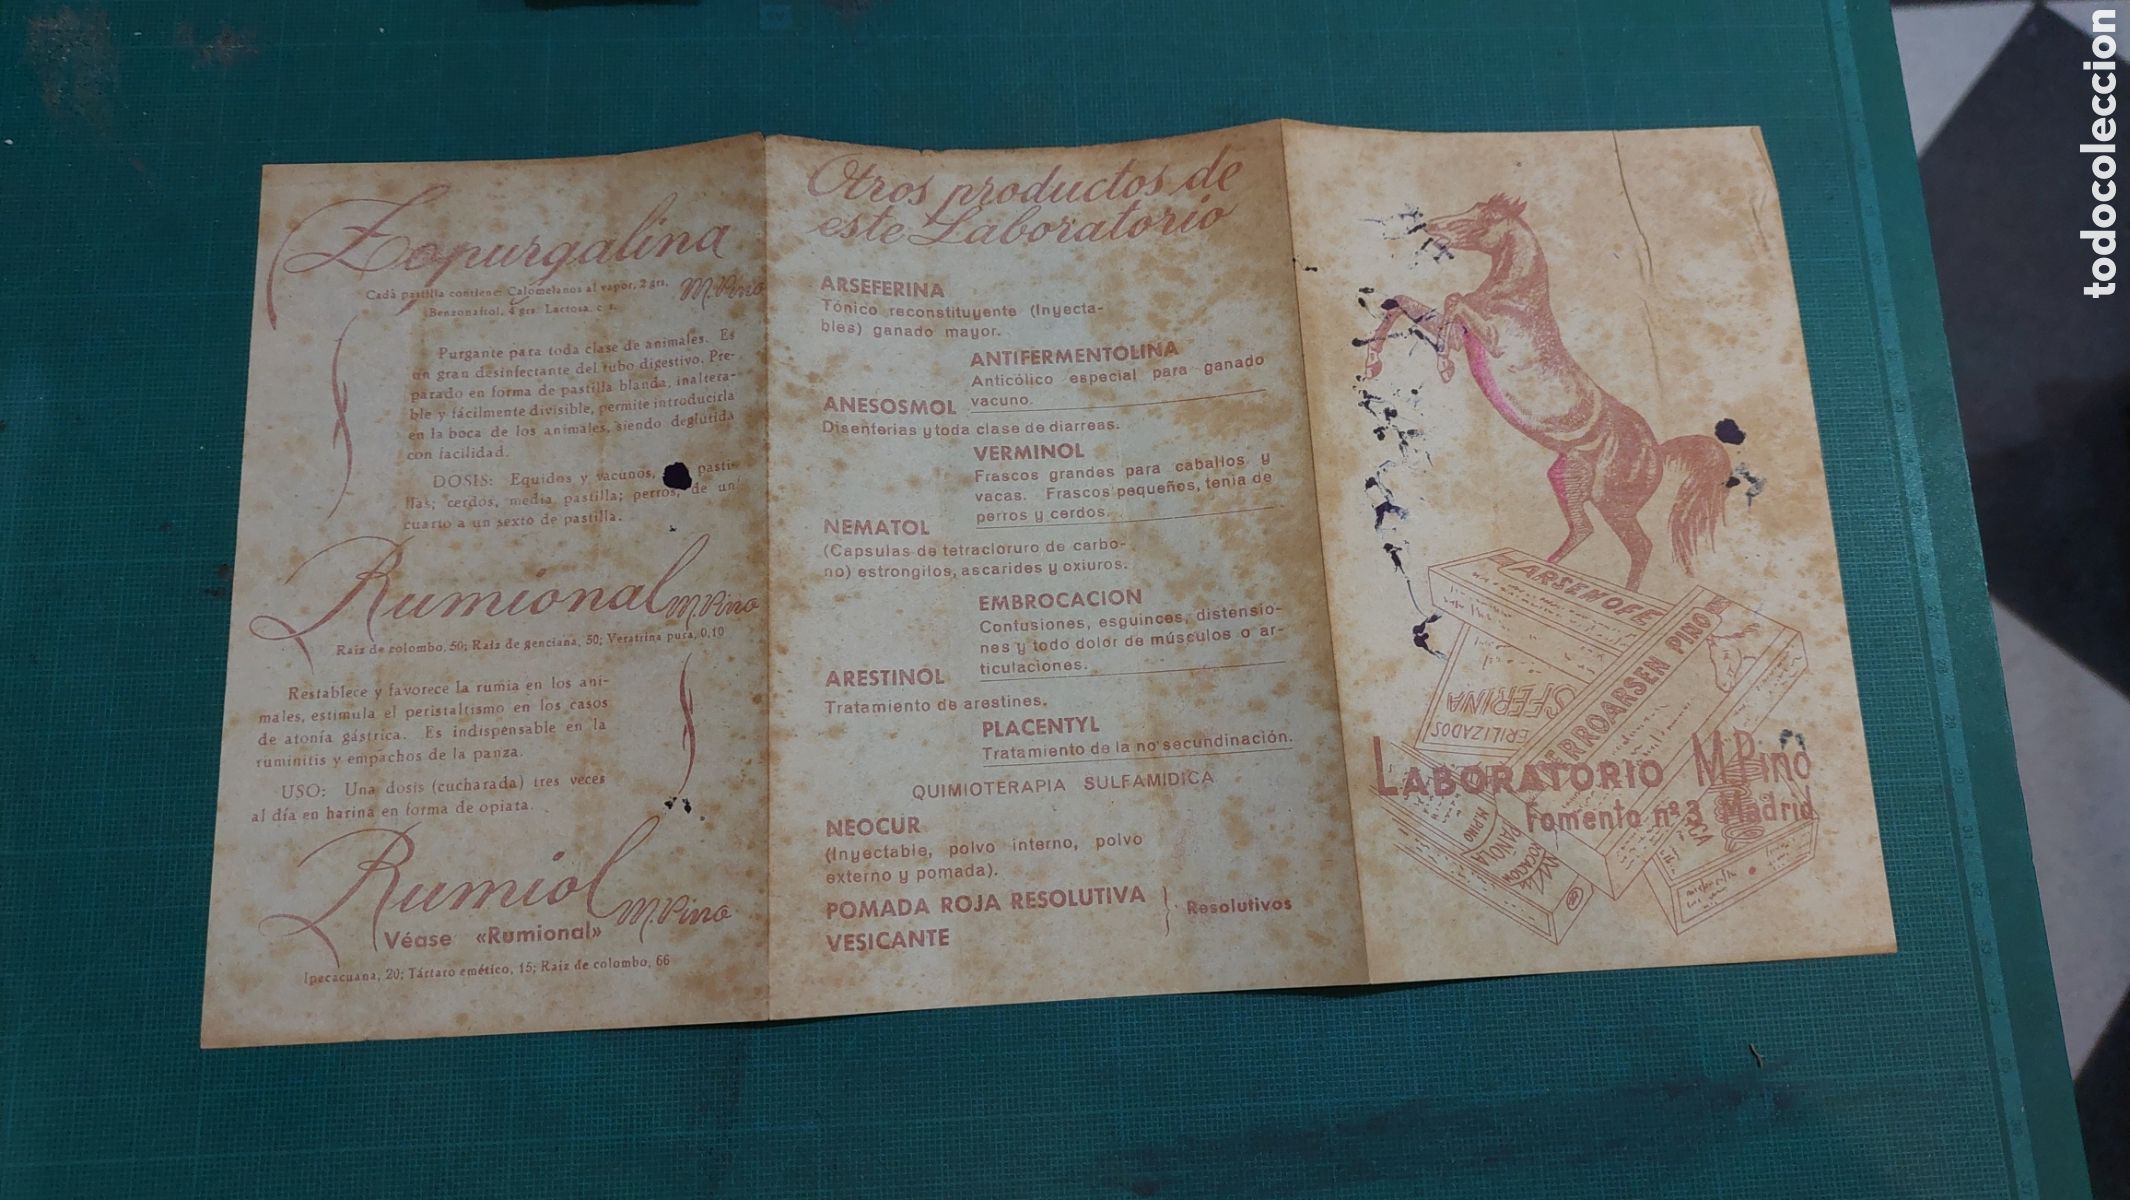 Zopurgalina
Cada pastilla contiene: Calomelanos al vapor, 2 grs. M. Pino
Benzonaftol, 4 grs. Lactosa, c. s.
Purgante para toda clase de animales. Es
un gran desinfectante del tubo digestivo. Pre-
parado en forma de pastilla blanda, inaltera-
ble y fácilmente divisible, permite introducirla
en la boca de los animales, siendo deglutida
con facilidad.
DOSIS: Equidos y vacunos, pasti-
llas; cerdos, media pastilla; perros, de un
cuarto a un sexto de pastilla.
Rumional M. Pino
Raíz de colombo, 50; Raíz de genciana, 50; Veratrina pura, 0,10
Restablece y favorece la rumia en los ani-
males, estimula el peristaltismo en los casos
de atonía gástrica. Es indispensable en la
ruminitis y empachos de la panza.
USO: Una dosis (cucharada) tres veces
al día en harina en forma de opiata.
Rumiol M. Pino
Véase «Rumional»
Ipecacuana, 20; Tártaro emético, 15; Raíz de colombo, 66
Otros productos de
este Laboratorio
ARSEFERINA
Tónico reconstituyente (Inyecta-
bles) ganado mayor.
ANTIFERMENTOLINA
Anticólico especial para ganado
vacuno.
ANESOSMOL
Disenterias y toda clase de diarreas.
VERMINOL
Frascos grandes para caballos y
vacas. Frascos pequeños, tenia de
perros y cerdos.
NEMATOL
(Capsulas de tetracloruro de carbo-
no) estrongilos, ascarides y oxiuros.
EMBROCACION
Contusiones, esguinces, distensio-
nes y todo dolor de músculos o ar-
ticulaciones.
ARESTINOL
Tratamiento de arestines.
PLACENTYL
Tratamiento de la no secundinación.
QUIMIOTERAPIA SULFAMIDICA
NEOCUR
(Inyectable, polvo interno, polvo
externo y pomada).
POMADA ROJA RESOLUTIVA
VESICANTE
Resolutivos
HARSENOFE
FERROARSEN PINO
SFERINA
ERILIZADOS
LABORATORIO M. Pino
Fomento nº 3 Madrid
M. PINO
todocoleccion